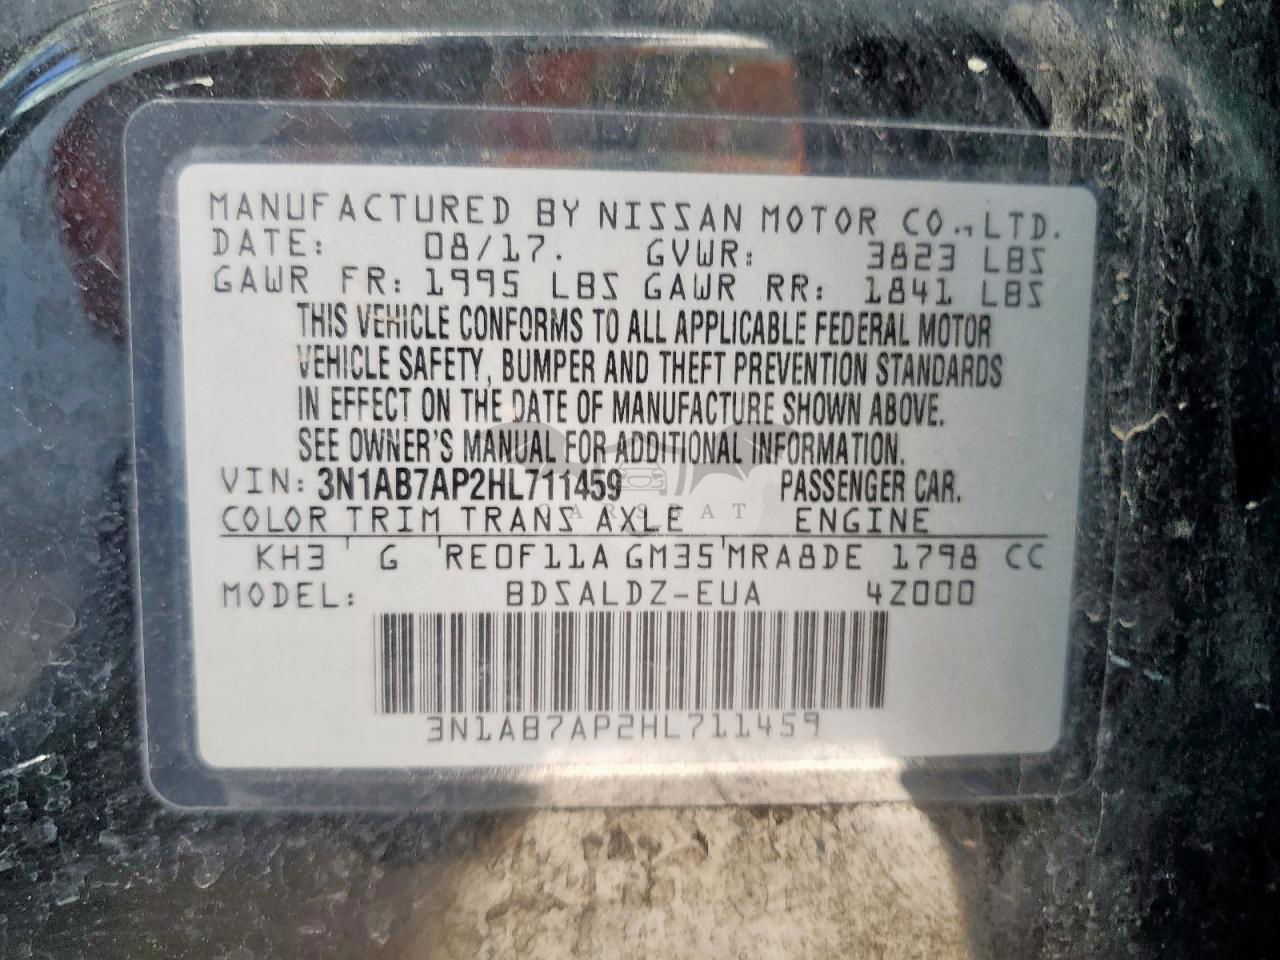 MANUFACTURED BY NISSAN MOTOR CO., LTD.
DATE: 08/17. GVWR: 3823 LBS
GAWR FR: 1995 LBS GAWR RR: 1841 LBS
THIS VEHICLE CONFORMS TO ALL APPLICABLE FEDERAL MOTOR
VEHICLE SAFETY, BUMPER AND THEFT PREVENTION STANDARDS
IN EFFECT ON THE DATE OF MANUFACTURE SHOWN ABOVE.
SEE OWNER'S MANUAL FOR ADDITIONAL INFORMATION.
VIN: 3N1AB7AP2HL711459 PASSENGER CAR.
CARSBAT
COLOR TRIM TRANS AXLE ENGINE
KH3 G RE0F11A GM35 MRA8DE 1798 CC
MODEL: BDSALDZ-EUA 4Z000
3N1AB7AP2HL711459